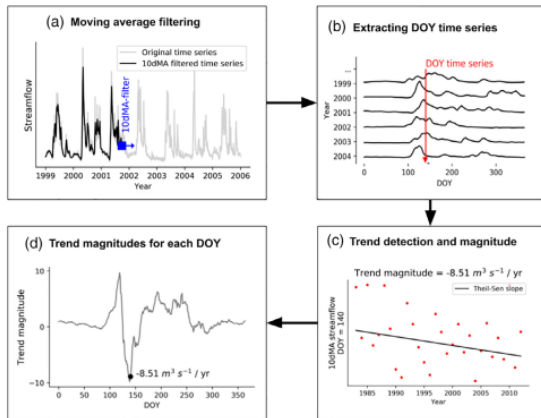 (a) Moving average filtering
Original time series
10dMA filtered time series
10dMA-filter
Streamflow
1999 2000 2001 2002 2003 2004 2005 2006
Year
(b) Extracting DOY time series
DOY time series
...
1999
2000
2001
2002
2003
2004
Year
0 100 200 300
DOY
(d) Trend magnitudes for each DOY
10
0
−10
Trend magnitude
-8.51 m³ s⁻¹ / yr
0 50 100 150 200 250 300 350
DOY
(c) Trend detection and magnitude
Trend magnitude = -8.51 m³ s⁻¹ / yr
Theil-Sen slope
10dMA streamflow
DOY = 140
1985 1990 1995 2000 2005 2010
Year